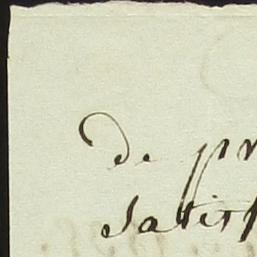 de pr
satisf